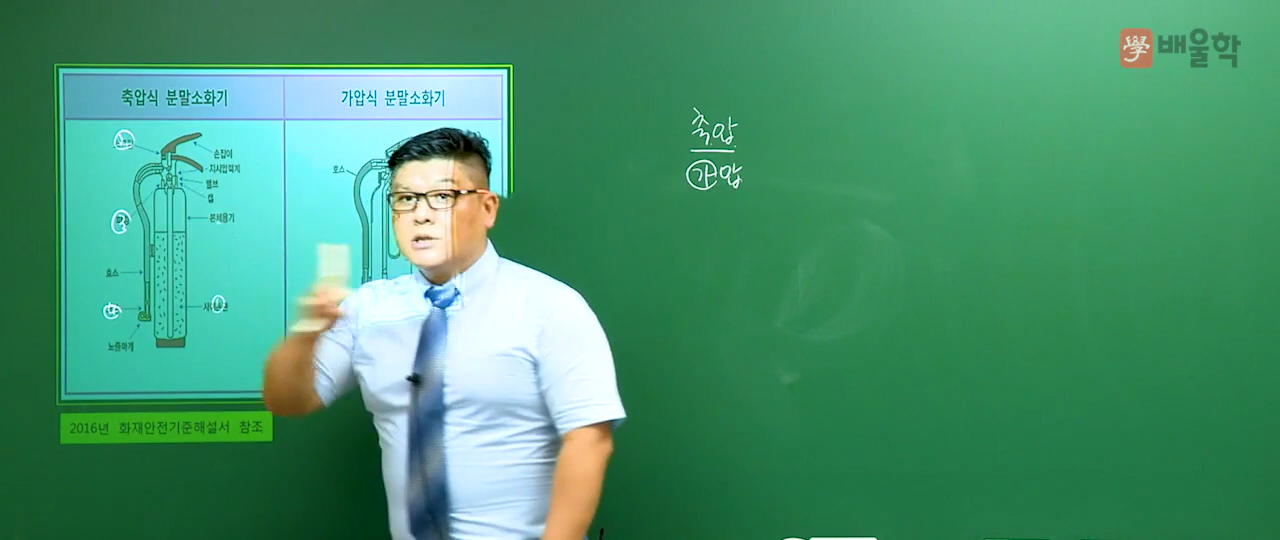 學 배울학
축압식 분말소화기
가압식 분말소화기
손잡이
지시압력계
밸브
캡
본체용기
호스
노즐마개
호스
축압
가압
2016년 화재안전기준해설서 참조